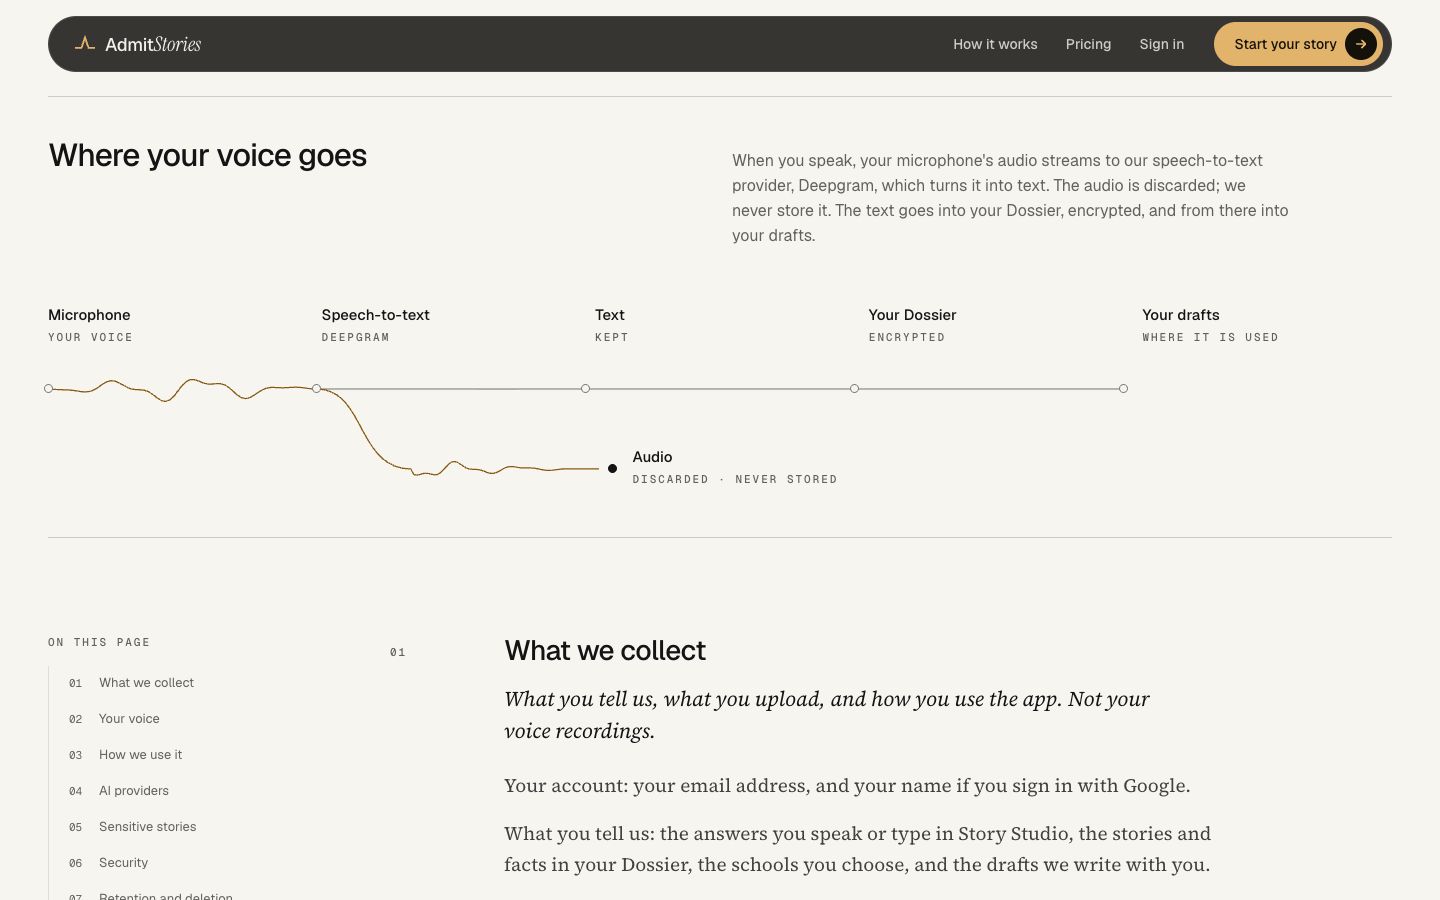 AdmitStories
How it works
Pricing
Sign in
Start your story
Where your voice goes
When you speak, your microphone's audio streams to our speech-to-text
provider, Deepgram, which turns it into text. The audio is discarded; we
never store it. The text goes into your Dossier, encrypted, and from there into
your drafts.
Microphone
YOUR VOICE
Speech-to-text
DEEPGRAM
Text
KEPT
Your Dossier
ENCRYPTED
Your drafts
WHERE IT IS USED
Audio
DISCARDED · NEVER STORED
ON THIS PAGE
01 What we collect
02 Your voice
03 How we use it
04 AI providers
05 Sensitive stories
06 Security
07 Retention and deletion
01
What we collect
What you tell us, what you upload, and how you use the app. Not your
voice recordings.
Your account: your email address, and your name if you sign in with Google.
What you tell us: the answers you speak or type in Story Studio, the stories and
facts in your Dossier, the schools you choose, and the drafts we write with you.